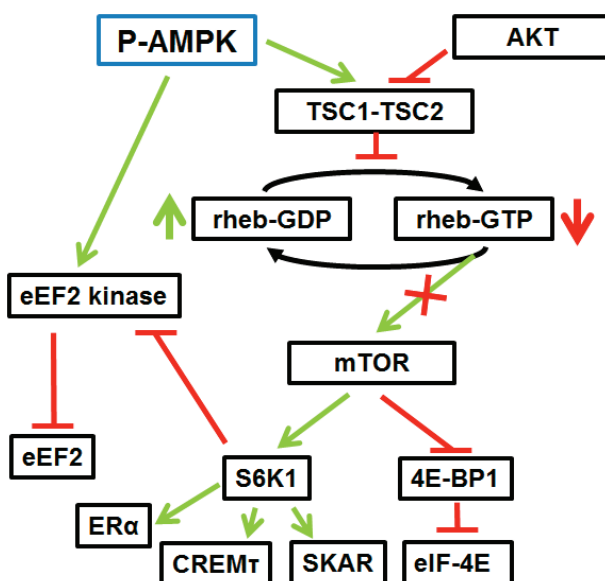 P-AMPK
AKT
TSC1-TSC2
rheb-GDP
rheb-GTP
eEF2 kinase
mTOR
eEF2
S6K1
4E-BP1
ERα
CREMτ
SKAR
eIF-4E